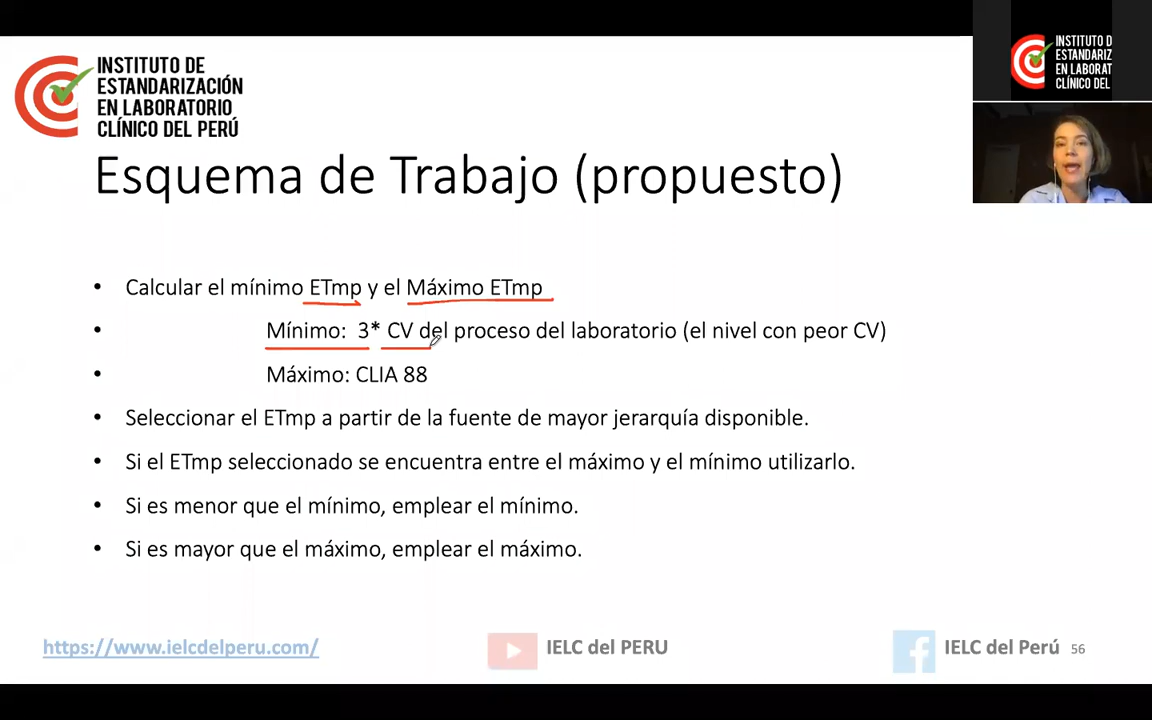 INSTITUTO DE
ESTANDARIZACIÓN
EN LABORATORIO
CLÍNICO DEL PERÚ
INSTITUTO D
ESTANDARIZ
EN LABORAT
CLÍNICO DEL
Esquema de Trabajo (propuesto)
• Calcular el mínimo ETmp y el Máximo ETmp
• Mínimo: 3* CV del proceso del laboratorio (el nivel con peor CV)
• Máximo: CLIA 88
• Seleccionar el ETmp a partir de la fuente de mayor jerarquía disponible.
• Si el ETmp seleccionado se encuentra entre el máximo y el mínimo utilizarlo.
• Si es menor que el mínimo, emplear el mínimo.
• Si es mayor que el máximo, emplear el máximo.
https://www.ielcdelperu.com/
IELC del PERU
IELC del Perú
56